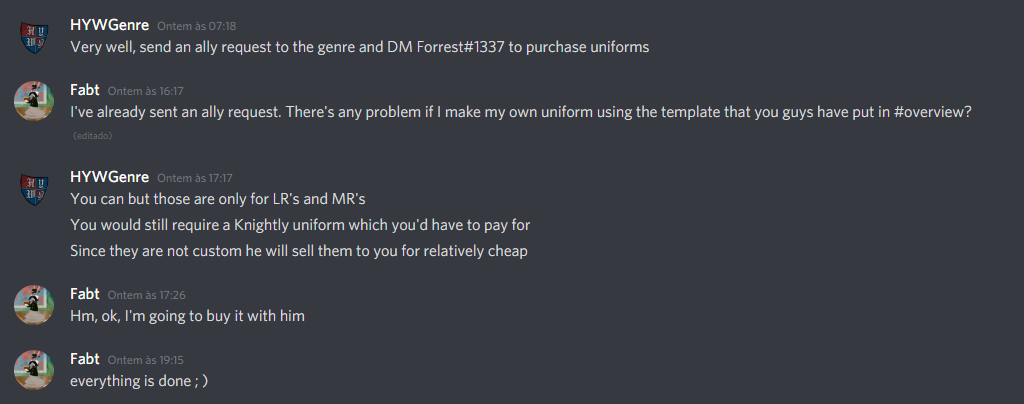 HYWGenre Ontem às 07:18
Very well, send an ally request to the genre and DM Forrest#1337 to purchase uniforms
Fabt Ontem às 16:17
I've already sent an ally request. There's any problem if I make my own uniform using the template that you guys have put in #overview?
(editado)
HYWGenre Ontem às 17:17
You can but those are only for LR's and MR's
You would still require a Knightly uniform which you'd have to pay for
Since they are not custom he will sell them to you for relatively cheap
Fabt Ontem às 17:26
Hm, ok, I'm going to buy it with him
Fabt Ontem às 19:15
everything is done ; )